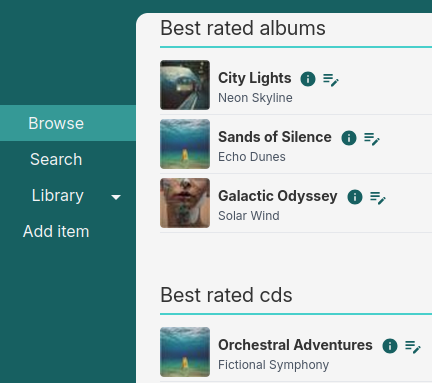 Browse
Search
Library
Add item
Best rated albums
City Lights
Neon Skyline
Sands of Silence
Echo Dunes
Galactic Odyssey
Solar Wind
Best rated cds
Orchestral Adventures
Fictional Symphony